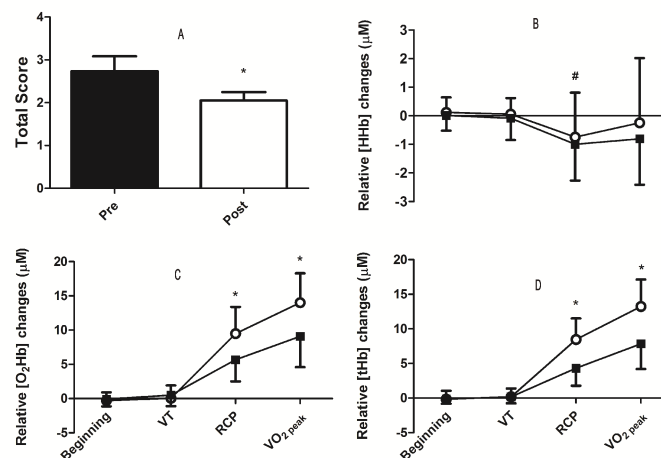 A
Total Score
4
3
2
1
0
*
Pre
Post
B
Relative [HHb] changes (μM)
3
2
1
0
-1
-2
-3
#
C
Relative [O₂Hb] changes (μM)
20
15
10
5
0
-5
*
*
Beginning
VT
RCP
VO₂ peak
D
Relative [tHb] changes (μM)
20
15
10
5
0
-5
*
*
Beginning
VT
RCP
VO₂ peak